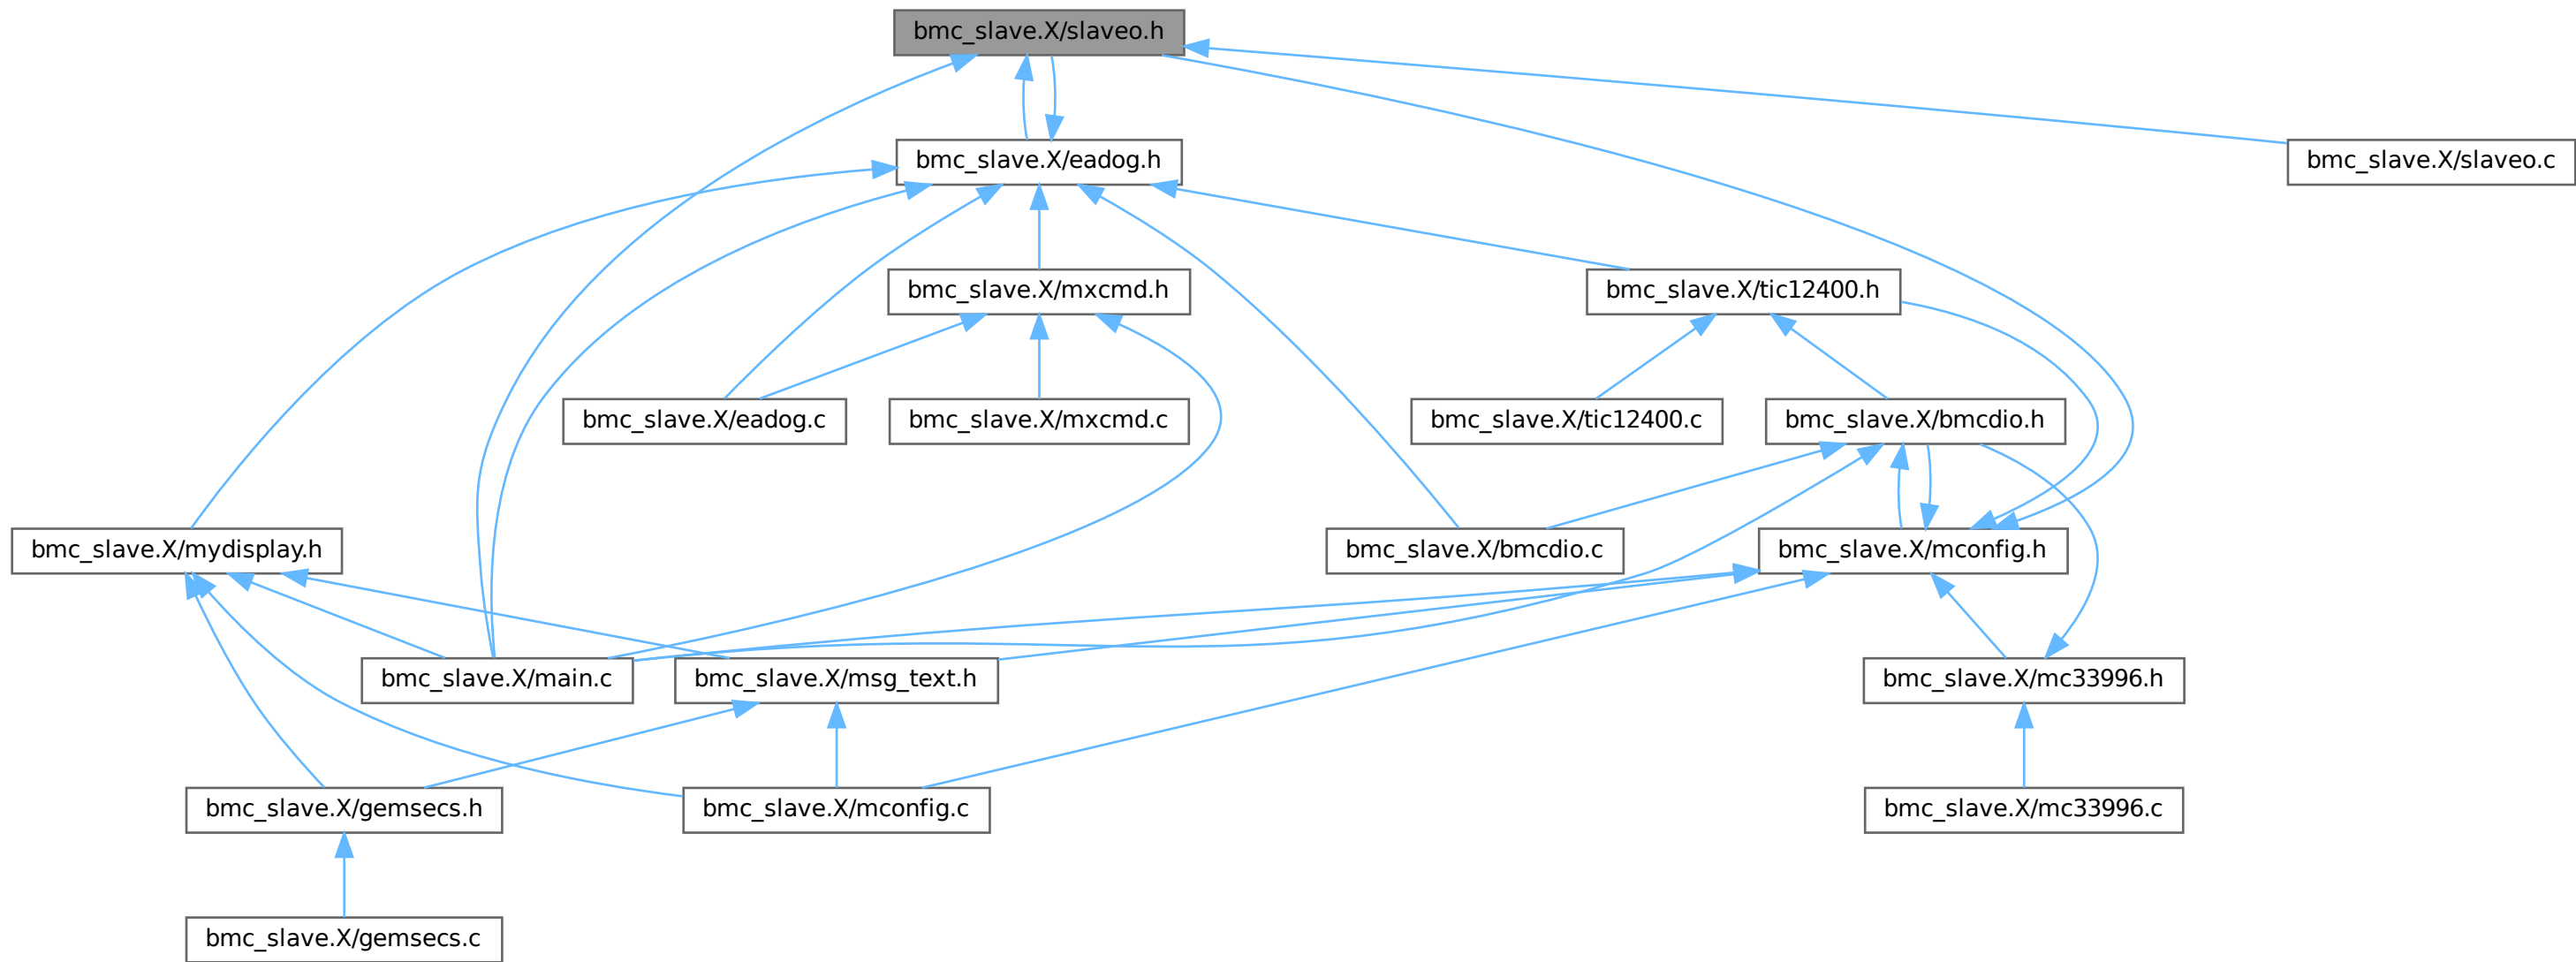 bmc_slave.X/slaveo.h
bmc_slave.X/eadog.h
bmc_slave.X/slaveo.c
bmc_slave.X/mxcmd.h
bmc_slave.X/tic12400.h
bmc_slave.X/eadog.c
bmc_slave.X/mxcmd.c
bmc_slave.X/tic12400.c
bmc_slave.X/bmcdio.h
bmc_slave.X/mydisplay.h
bmc_slave.X/bmcdio.c
bmc_slave.X/mconfig.h
bmc_slave.X/main.c
bmc_slave.X/msg_text.h
bmc_slave.X/mc33996.h
bmc_slave.X/gemsecs.h
bmc_slave.X/mconfig.c
bmc_slave.X/mc33996.c
bmc_slave.X/gemsecs.c